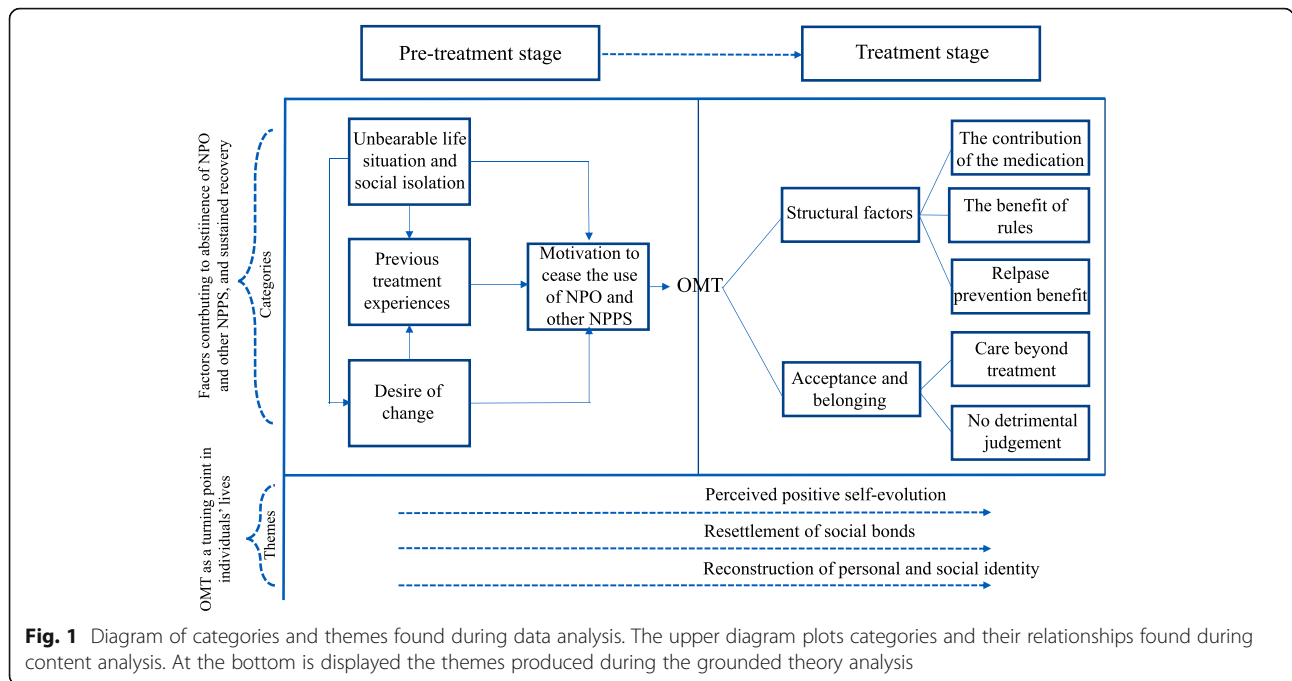 Pre-treatment stage
Treatment stage
Factors contrbuting to abstiinence of NPO
and other NPPS, and sustained recovery
Categories
Unbearable life
situation and
social isolation
Previous
treatment
experiences
Desire of
change
Motivation to
cease the use
of NPO and
other NPPS
OMT
Structural factors
Acceptance and
belonging
The contribution
of the medication
The benefit of
rules
Relpase
prevention benefit
Care beyond
treatment
No detrimental
judgement
OMT as a turning point in
individuals' lives
Themes
Perceived positive self-evolution
Resettlement of social bonds
Reconstruction of personal and social identity
Fig. 1 Diagram of categories and themes found during data analysis. The upper diagram plots categories and their relationships found during
content analysis. At the bottom is displayed the themes produced during the grounded theory analysis